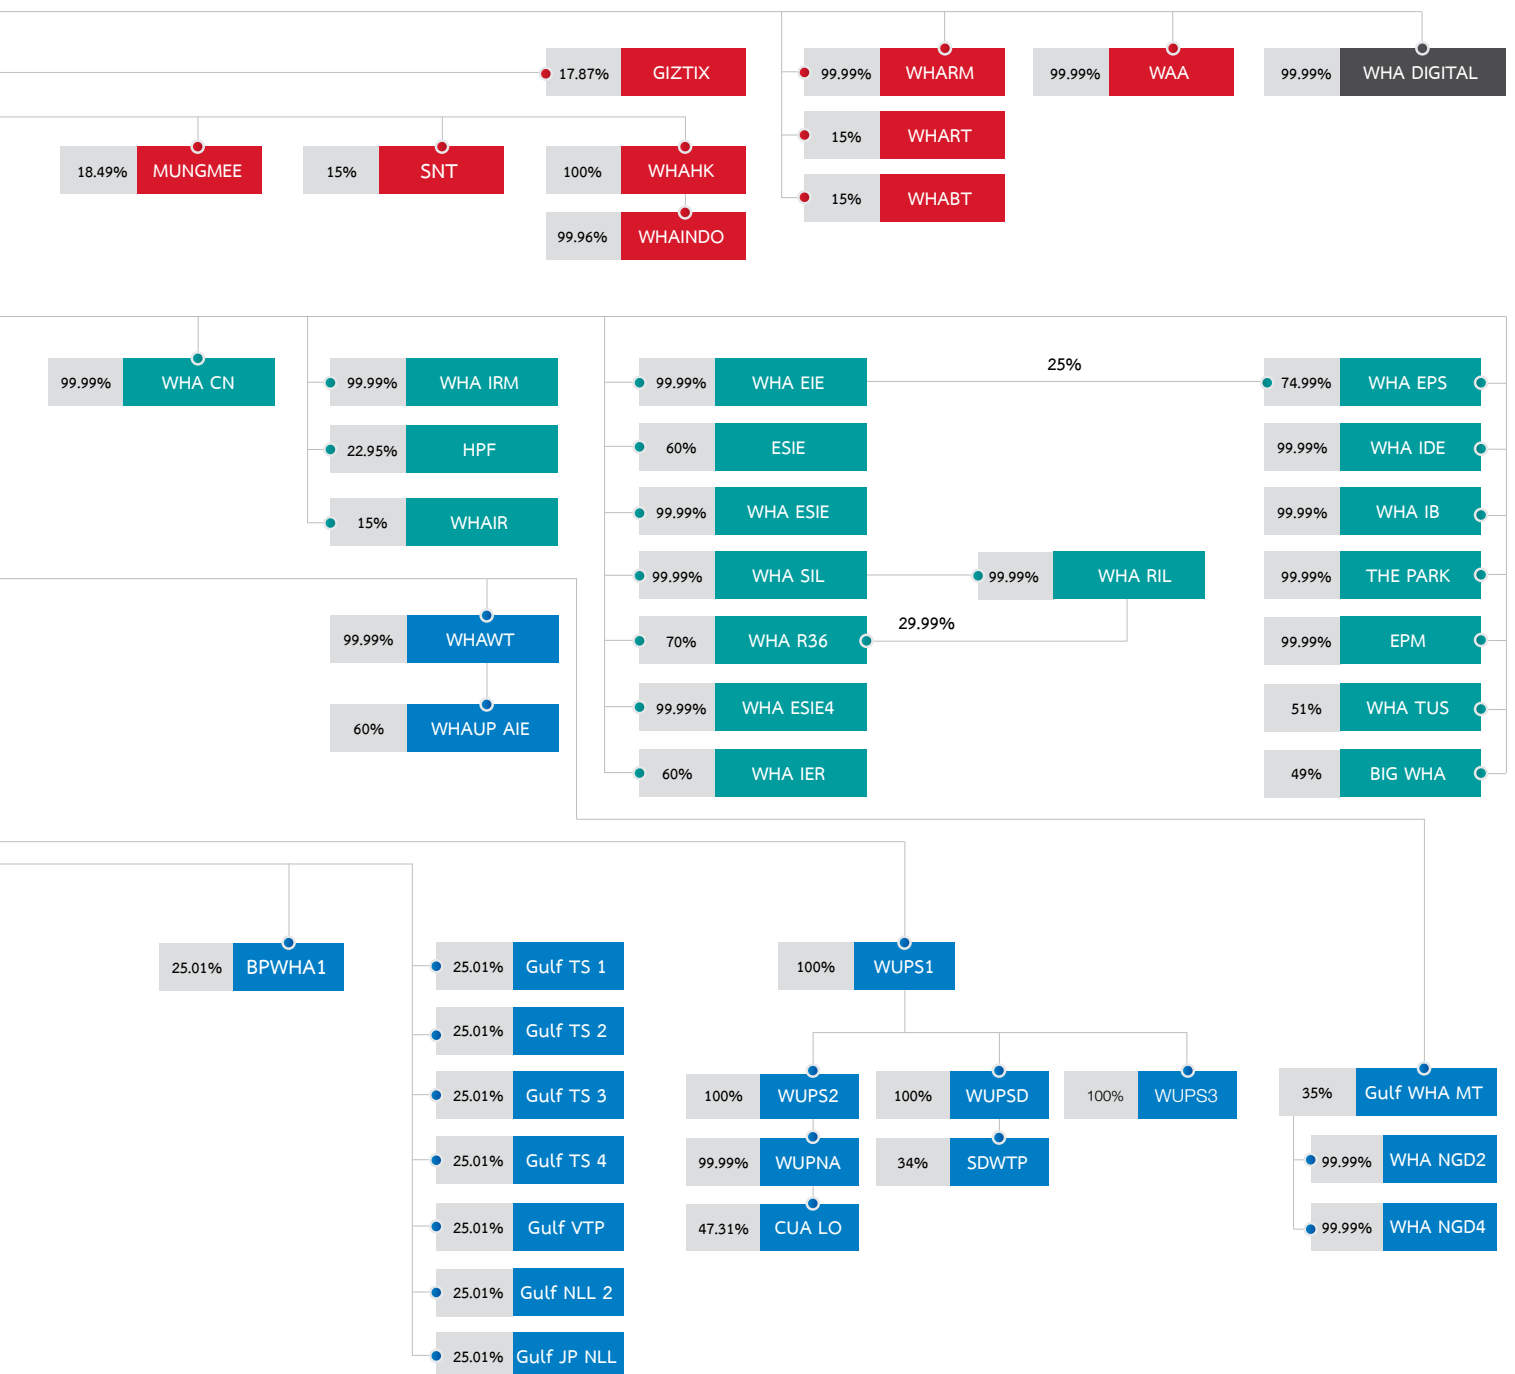 17.87% GIZTIX
99.99% WHARM
99.99% WAA
99.99% WHA DIGITAL
15% WHART
18.49% MUNGMEE
15% SNT
100% WHAHK
15% WHABT
99.96% WHAINDO
99.99% WHA CN
99.99% WHA IRM
22.95% HPF
15% WHAIR
99.99% WHA EIE
25%
74.99% WHA EPS
60% ESIE
99.99% WHA IDE
99.99% WHA ESIE
99.99% WHA IB
99.99% WHA SIL
99.99% WHA RIL
99.99% THE PARK
29.99%
70% WHA R36
99.99% EPM
99.99% WHA ESIE4
51% WHA TUS
60% WHA IER
49% BIG WHA
99.99% WHAWT
60% WHAUP AIE
25.01% BPWHA1
25.01% Gulf TS 1
25.01% Gulf TS 2
25.01% Gulf TS 3
25.01% Gulf TS 4
25.01% Gulf VTP
25.01% Gulf NLL 2
25.01% Gulf JP NLL
100% WUPS1
100% WUPS2
100% WUPSD
100% WUPS3
99.99% WUPNA
34% SDWTP
47.31% CUA LO
35% Gulf WHA MT
99.99% WHA NGD2
99.99% WHA NGD4